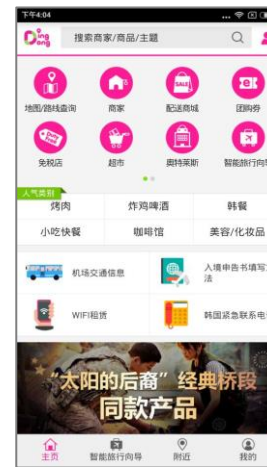 下午4:04
Ding Dong
搜索商家/商品/主题
地图/路线查询 商家 配送商城 团购券
SALE
Duty Free
免税店 超市 奥特莱斯 智能旅行向导
人气类别
烤肉 炸鸡啤酒 韩餐
小吃快餐 咖啡馆 美容/化妆品
机场交通信息 入境申告书填写方法
WIFI租赁 韩国紧急联系电
"太阳的后裔"经典桥段
同款产品
主页 智能旅行向导 附近 我的